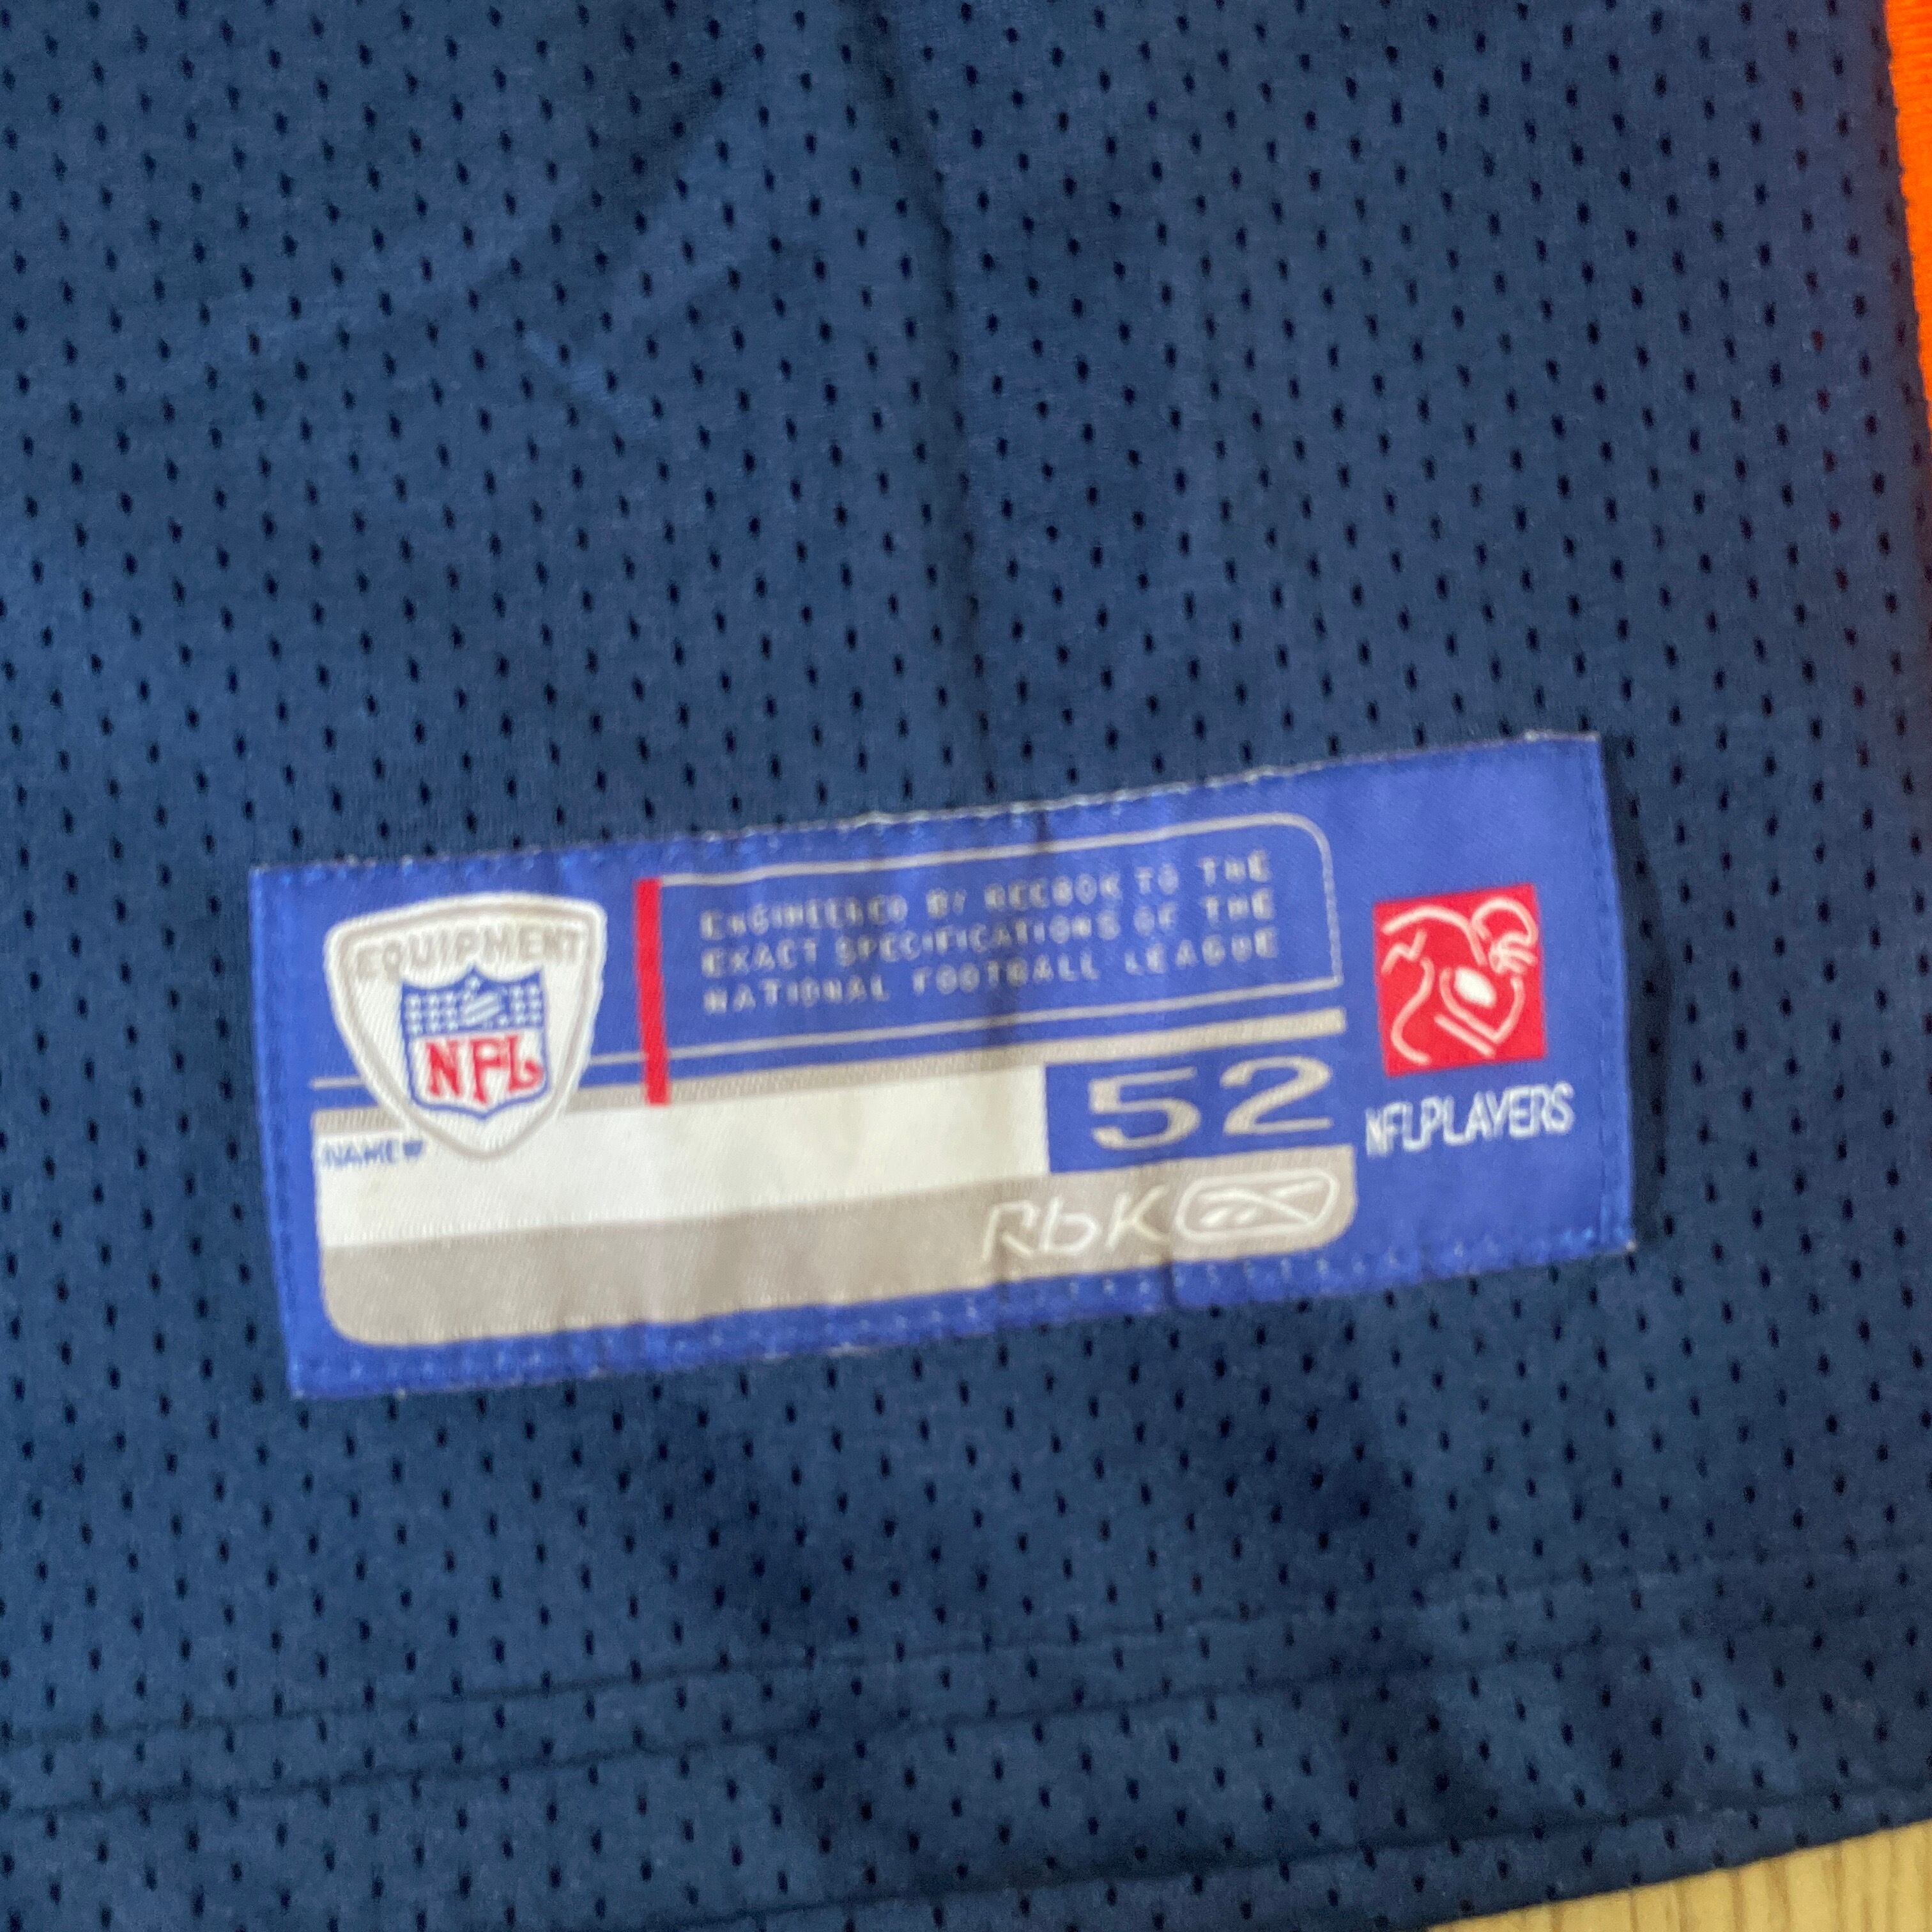 EQUIPMENT
NFL
ENGINEERED BY REEBOK TO THE
EXACT SPECIFICATIONS OF THE
NATIONAL FOOTBALL LEAGUE
NAME
52
RbK
NFLPLAYERS